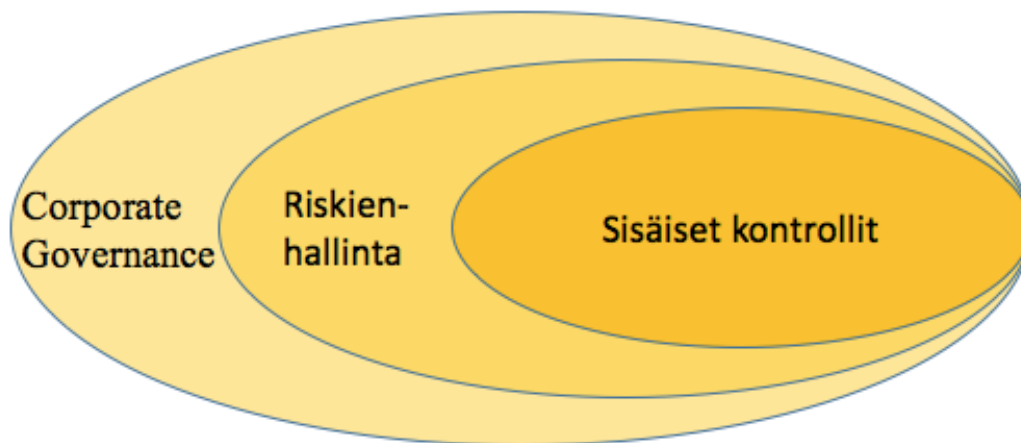 Corporate
Governance
Riskien-
hallinta
Sisäiset kontrollit